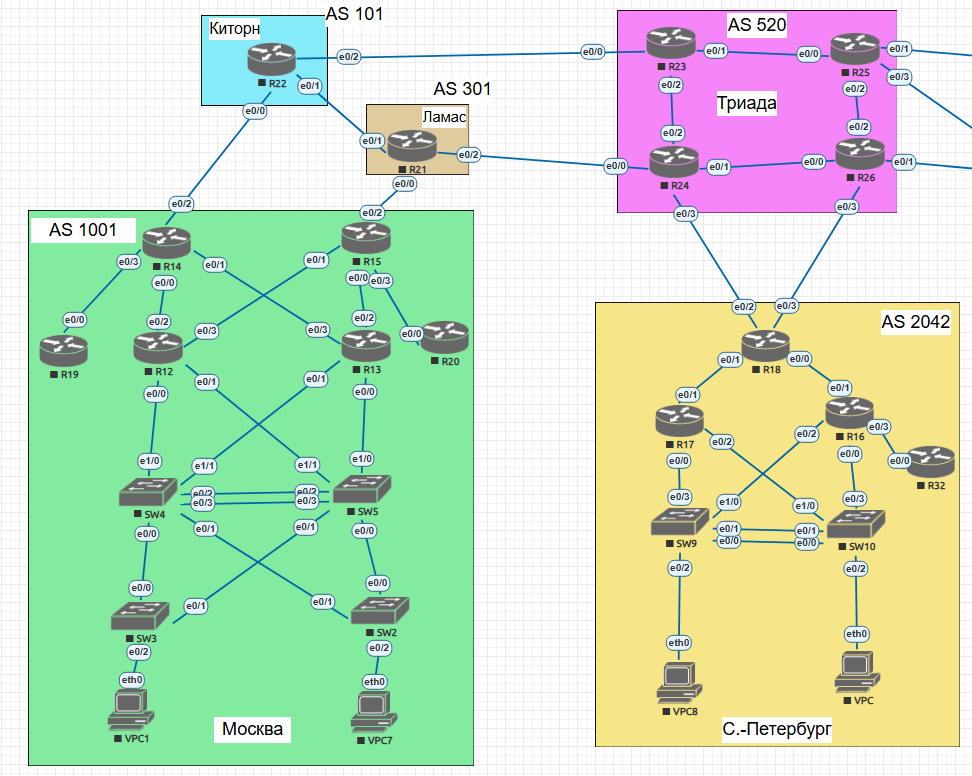 AS 101
Киторн
R22
e0/2
e0/1
e0/0
AS 301
Ламас
e0/1
R21
e0/2
e0/0
AS 520
Триада
e0/0
R23
e0/1
e0/2
e0/0
R25
e0/1
e0/3
e0/2
e0/2
e0/0
R24
e0/1
e0/3
e0/2
e0/0
R26
e0/1
e0/3
AS 1001
e0/2
R14
e0/3
e0/0
e0/1
e0/2
R15
e0/1
e0/0
e0/3
e0/0
R19
e0/2
R12
e0/3
e0/0
e0/1
e0/3
e0/2
R13
e0/1
e0/0
e0/0
R20
e1/0
e1/1
SW4
e0/2
e0/3
e0/0
e0/1
e1/1
e1/0
e0/2
e0/3
SW5
e0/1
e0/0
e0/0
e0/1
SW3
e0/2
e0/1
e0/0
SW2
e0/2
eth0
VPC1
eth0
VPC7
Москва
AS 2042
e0/2
e0/3
R18
e0/1
e0/0
e0/1
R17
e0/2
e0/0
e0/1
R16
e0/3
e0/2
e0/0
e0/0
R32
e0/3
e1/0
SW9
e0/1
e0/0
e0/2
e1/0
e0/3
e0/1
e0/0
SW10
e0/2
eth0
VPC8
eth0
VPC
С.-Петербург